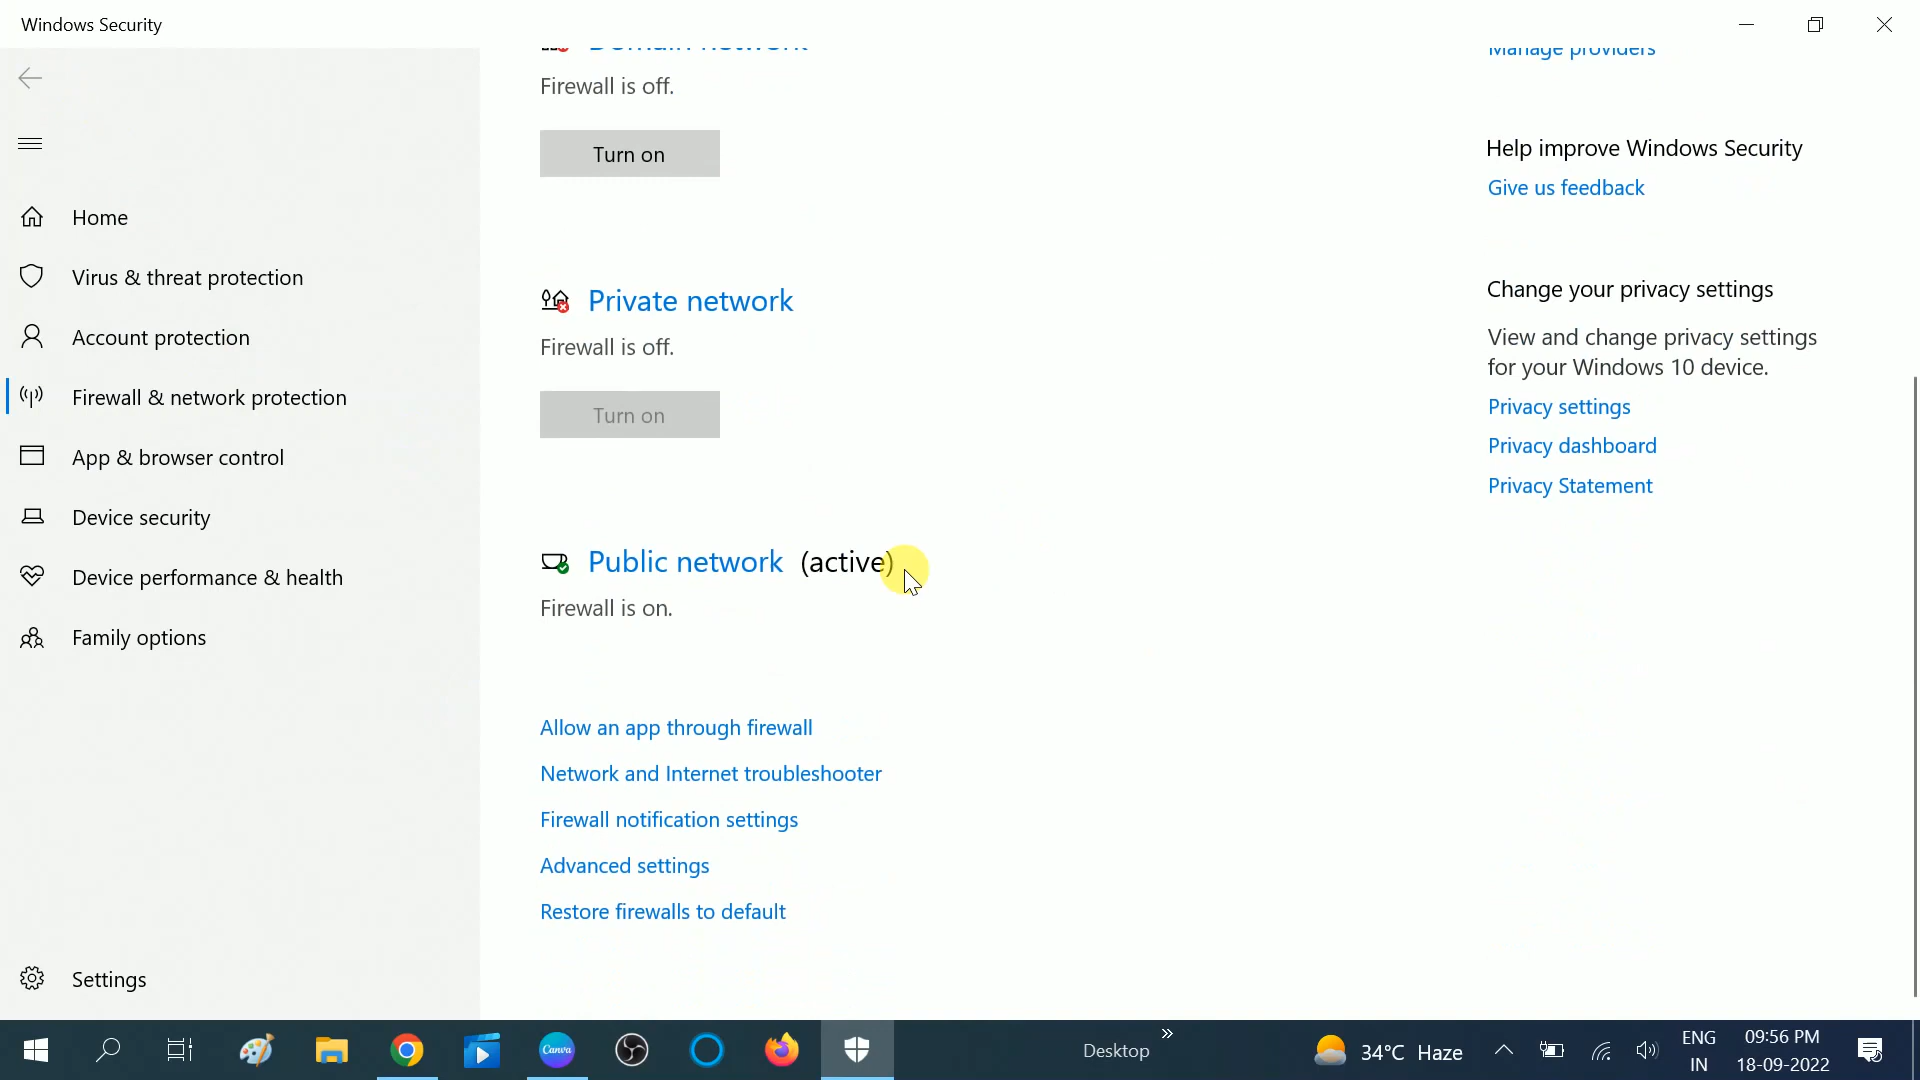 Windows Security
Home
Virus & threat protection
Account protection
Firewall & network protection
App & browser control
Device security
Device performance & health
Family options
Settings
Domain network
Firewall is off.
Turn on
Private network
Firewall is off.
Turn on
Public network (active)
Firewall is on.
Allow an app through firewall
Network and Internet troubleshooter
Firewall notification settings
Advanced settings
Restore firewalls to default
Manage providers
Help improve Windows Security
Give us feedback
Change your privacy settings
View and change privacy settings
for your Windows 10 device.
Privacy settings
Privacy dashboard
Privacy Statement
Canva
Desktop
34°C Haze
ENG
IN
09:56 PM
18-09-2022